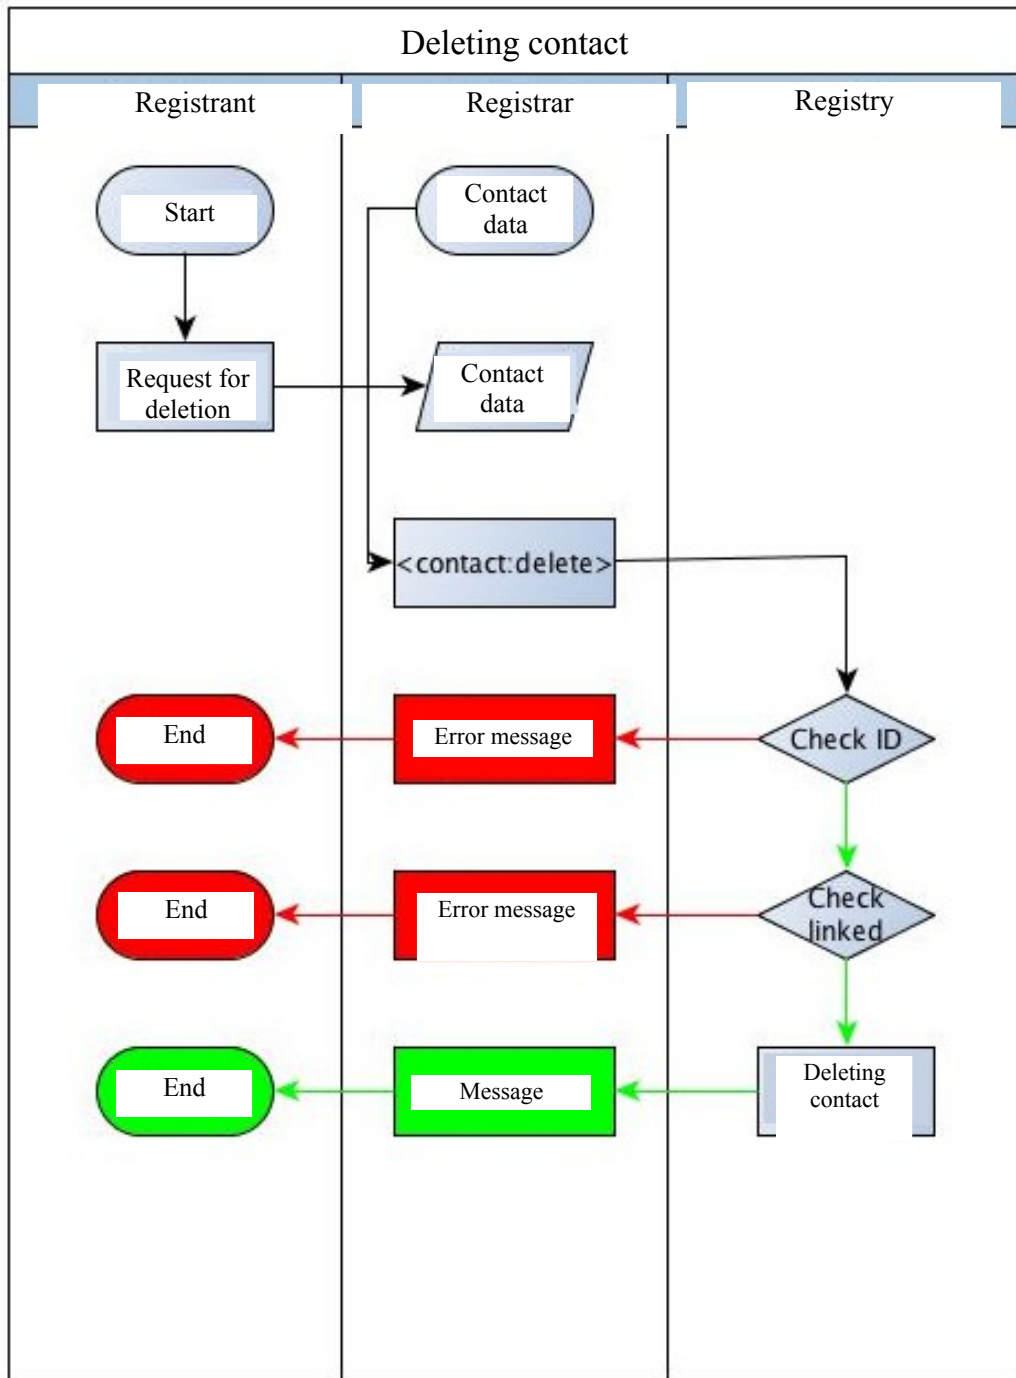 Deleting contact
Registrant
Registrar
Registry
Start
Contact
data
Request for
deletion
Contact
data
<contact:delete>
End
Error message
Check ID
End
Error message
Check
linked
End
Message
Deleting
contact